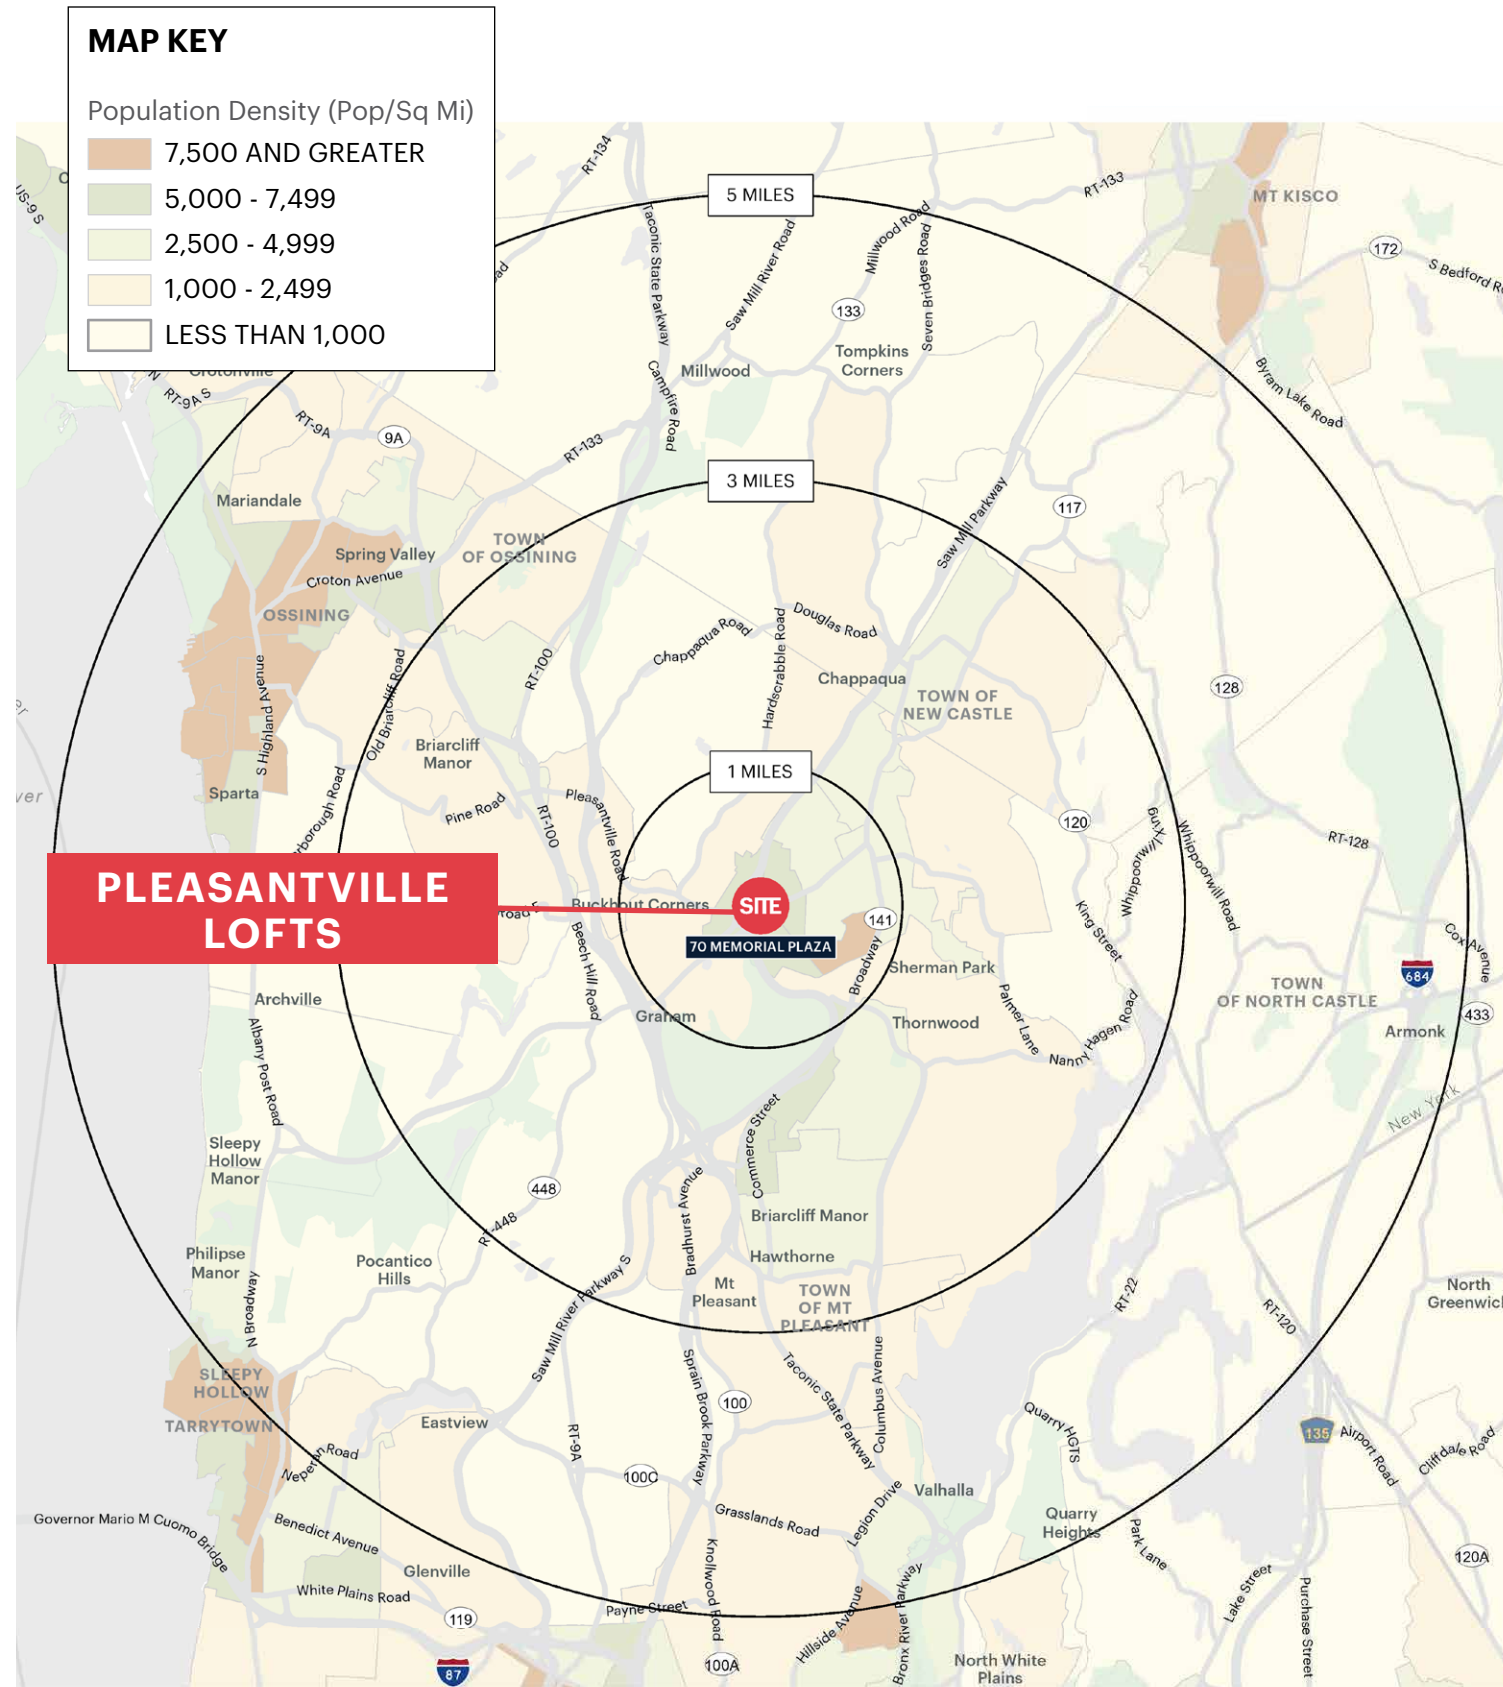 MAP KEY
Population Density (Pop/Sq Mi)
7,500 AND GREATER
5,000 - 7,499
2,500 - 4,999
1,000 - 2,499
LESS THAN 1,000
US-9 S
RT-134
5 MILES
RT-133
MT KISCO
172
S Bedford
Taconic State Parkway
Saw Mill River Road
Millwood Road
Seven Bridges Road
133
Tompkins
Corners
Millwood
Campfire Road
Byram Lake Road
Crotonville
RT-9A S
RT-9A
9A
RT-133
3 MILES
Mariandale
117
Saw Mill Parkway
TOWN
OF OSSINING
Spring Valley
Croton Avenue
OSSINING
Chappaqua Road
Hardscrabble Road
Douglas Road
RT-100
Old Briarcliff Road
S Highland Avenue
Chappaqua
TOWN OF
NEW CASTLE
128
Briarcliff
Manor
1 MILES
Sparta
Pine Road
RT-100
Pleasantville Road
120
Whippoorwill Xing
Whippoorwill Road
RT-128
PLEASANTVILLE
LOFTS
Buckhout Corners
SITE
70 MEMORIAL PLAZA
141
Broadway
King Street
Beech Hill Road
Sherman Park
Palmer Lane
Cox Avenue
684
TOWN
OF NORTH CASTLE
433
Armonk
Archville
Albany Post Road
Graham
Thornwood
Nanny Hagen Road
New York
Commerce Street
Sleepy
Hollow
Manor
448
RT-448
Bradhurst Avenue
Briarcliff Manor
Hawthorne
Philipse
Manor
Pocantico
Hills
N Broadway
Saw Mill River Parkway S
Mt
Pleasant
TOWN
OF MT
PLEASANT
RT-22
RT-120
North
SLEEPY
HOLLOW
TARRYTOWN
Eastview
Neperan Road
RT-9A
Sprain Brook Parkway
100
Taconic State Parkway
Columbus Avenue
Quarry HGTS
135
Airport Road
Cliffdale Road
100C
Valhalla
Governor Mario M Cuomo Bridge
Benedict Avenue
Grasslands Road
Legion Drive
Quarry
Heights
Park Lane
Glenville
120A
White Plains Road
119
Payne Street
Knollwood Road
Hillside Avenue
Bronx River Parkway
Lake Street
Purchase Street
87
100A
North White
Plains